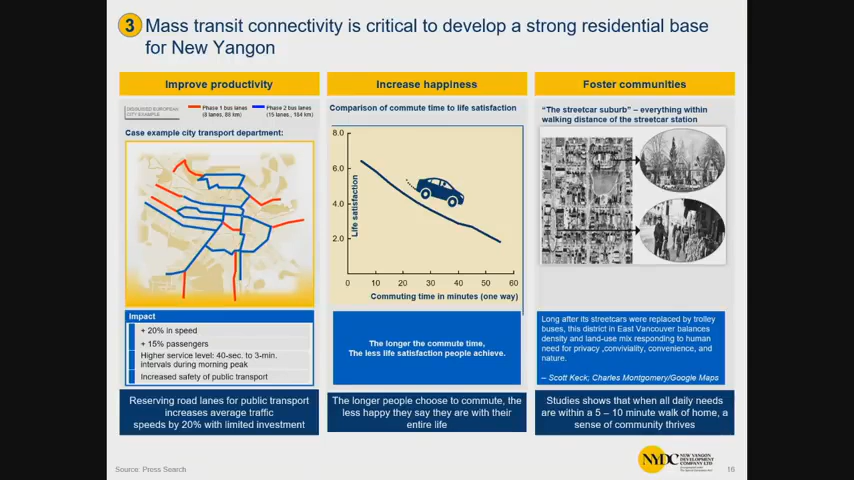 3 Mass transit connectivity is critical to develop a strong residential base
for New Yangon
Improve productivity
DISGUISED EUROPEAN
CITY EXAMPLE
Phase 1 bus lanes
(8 lanes, 88 km)
Phase 2 bus lanes
(15 lanes, 184 km)
Case example city transport department:
Impact
+ 20% in speed
+ 15% passengers
Higher service level: 40-sec. to 3-min.
intervals during morning peak
Increased safety of public transport
Reserving road lanes for public transport
increases average traffic
speeds by 20% with limited investment
Increase happiness
Comparison of commute time to life satisfaction
8.0
6.0
4.0
2.0
Life satisfaction
0 10 20 30 40 50 60
Commuting time in minutes (one way)
The longer the commute time,
The less life satisfaction people achieve.
The longer people choose to commute, the
less happy they say they are with their
entire life
Foster communities
“The streetcar suburb” – everything within
walking distance of the streetcar station
Long after its streetcars were replaced by trolley
buses, this district in East Vancouver balances
density and land-use mix responding to human
need for privacy ,conviviality, convenience, and
nature.
– Scott Keck; Charles Montgomery/Google Maps
Studies shows that when all daily needs
are within a 5 – 10 minute walk of home, a
sense of community thrives
Source: Press Search
NYDC
NEW YANGON
DEVELOPMENT
COMPANY LTD
16